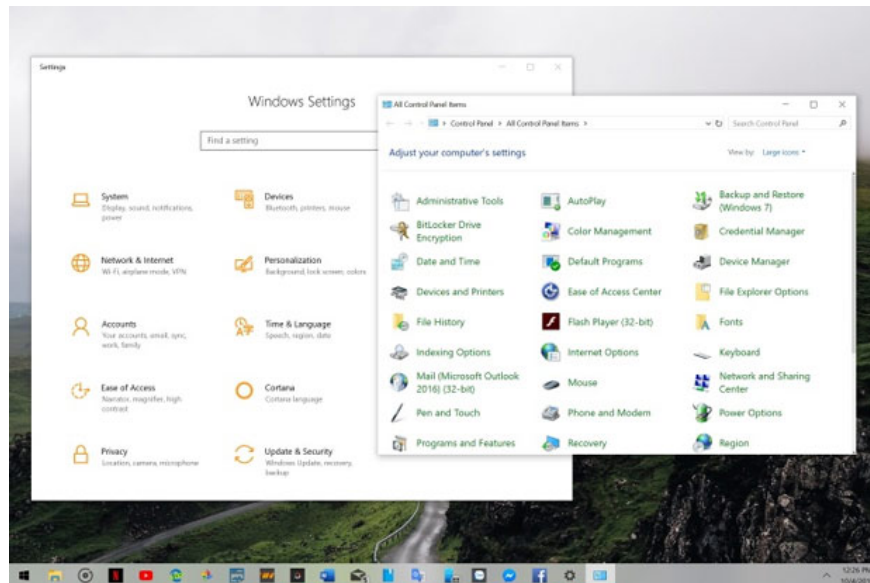 Settings
Windows Settings
Find a setting
System
Display, sound, notifications,
power
Devices
Bluetooth, printers, mouse
Network & Internet
Wi-Fi, airplane mode, VPN
Personalization
Background, lock screen, colors
Accounts
Your accounts, email, sync,
work, family
Time & Language
Speech, region, date
Ease of Access
Narrator, magnifier, high
contrast
Cortana
Cortana language
Privacy
Location, camera, microphone
Update & Security
Windows Update, recovery,
backup
All Control Panel Items
Control Panel > All Control Panel Items >
Search Control Panel
Adjust your computer's settings
View by: Large icons
Administrative Tools
AutoPlay
Backup and Restore
(Windows 7)
BitLocker Drive
Encryption
Color Management
Credential Manager
Date and Time
Default Programs
Device Manager
Devices and Printers
Ease of Access Center
File Explorer Options
File History
Flash Player (32-bit)
Fonts
Indexing Options
Internet Options
Keyboard
Mail (Microsoft Outlook
2016) (32-bit)
Mouse
Network and Sharing
Center
Pen and Touch
Phone and Modem
Power Options
Programs and Features
Recovery
Region
12:26 PM